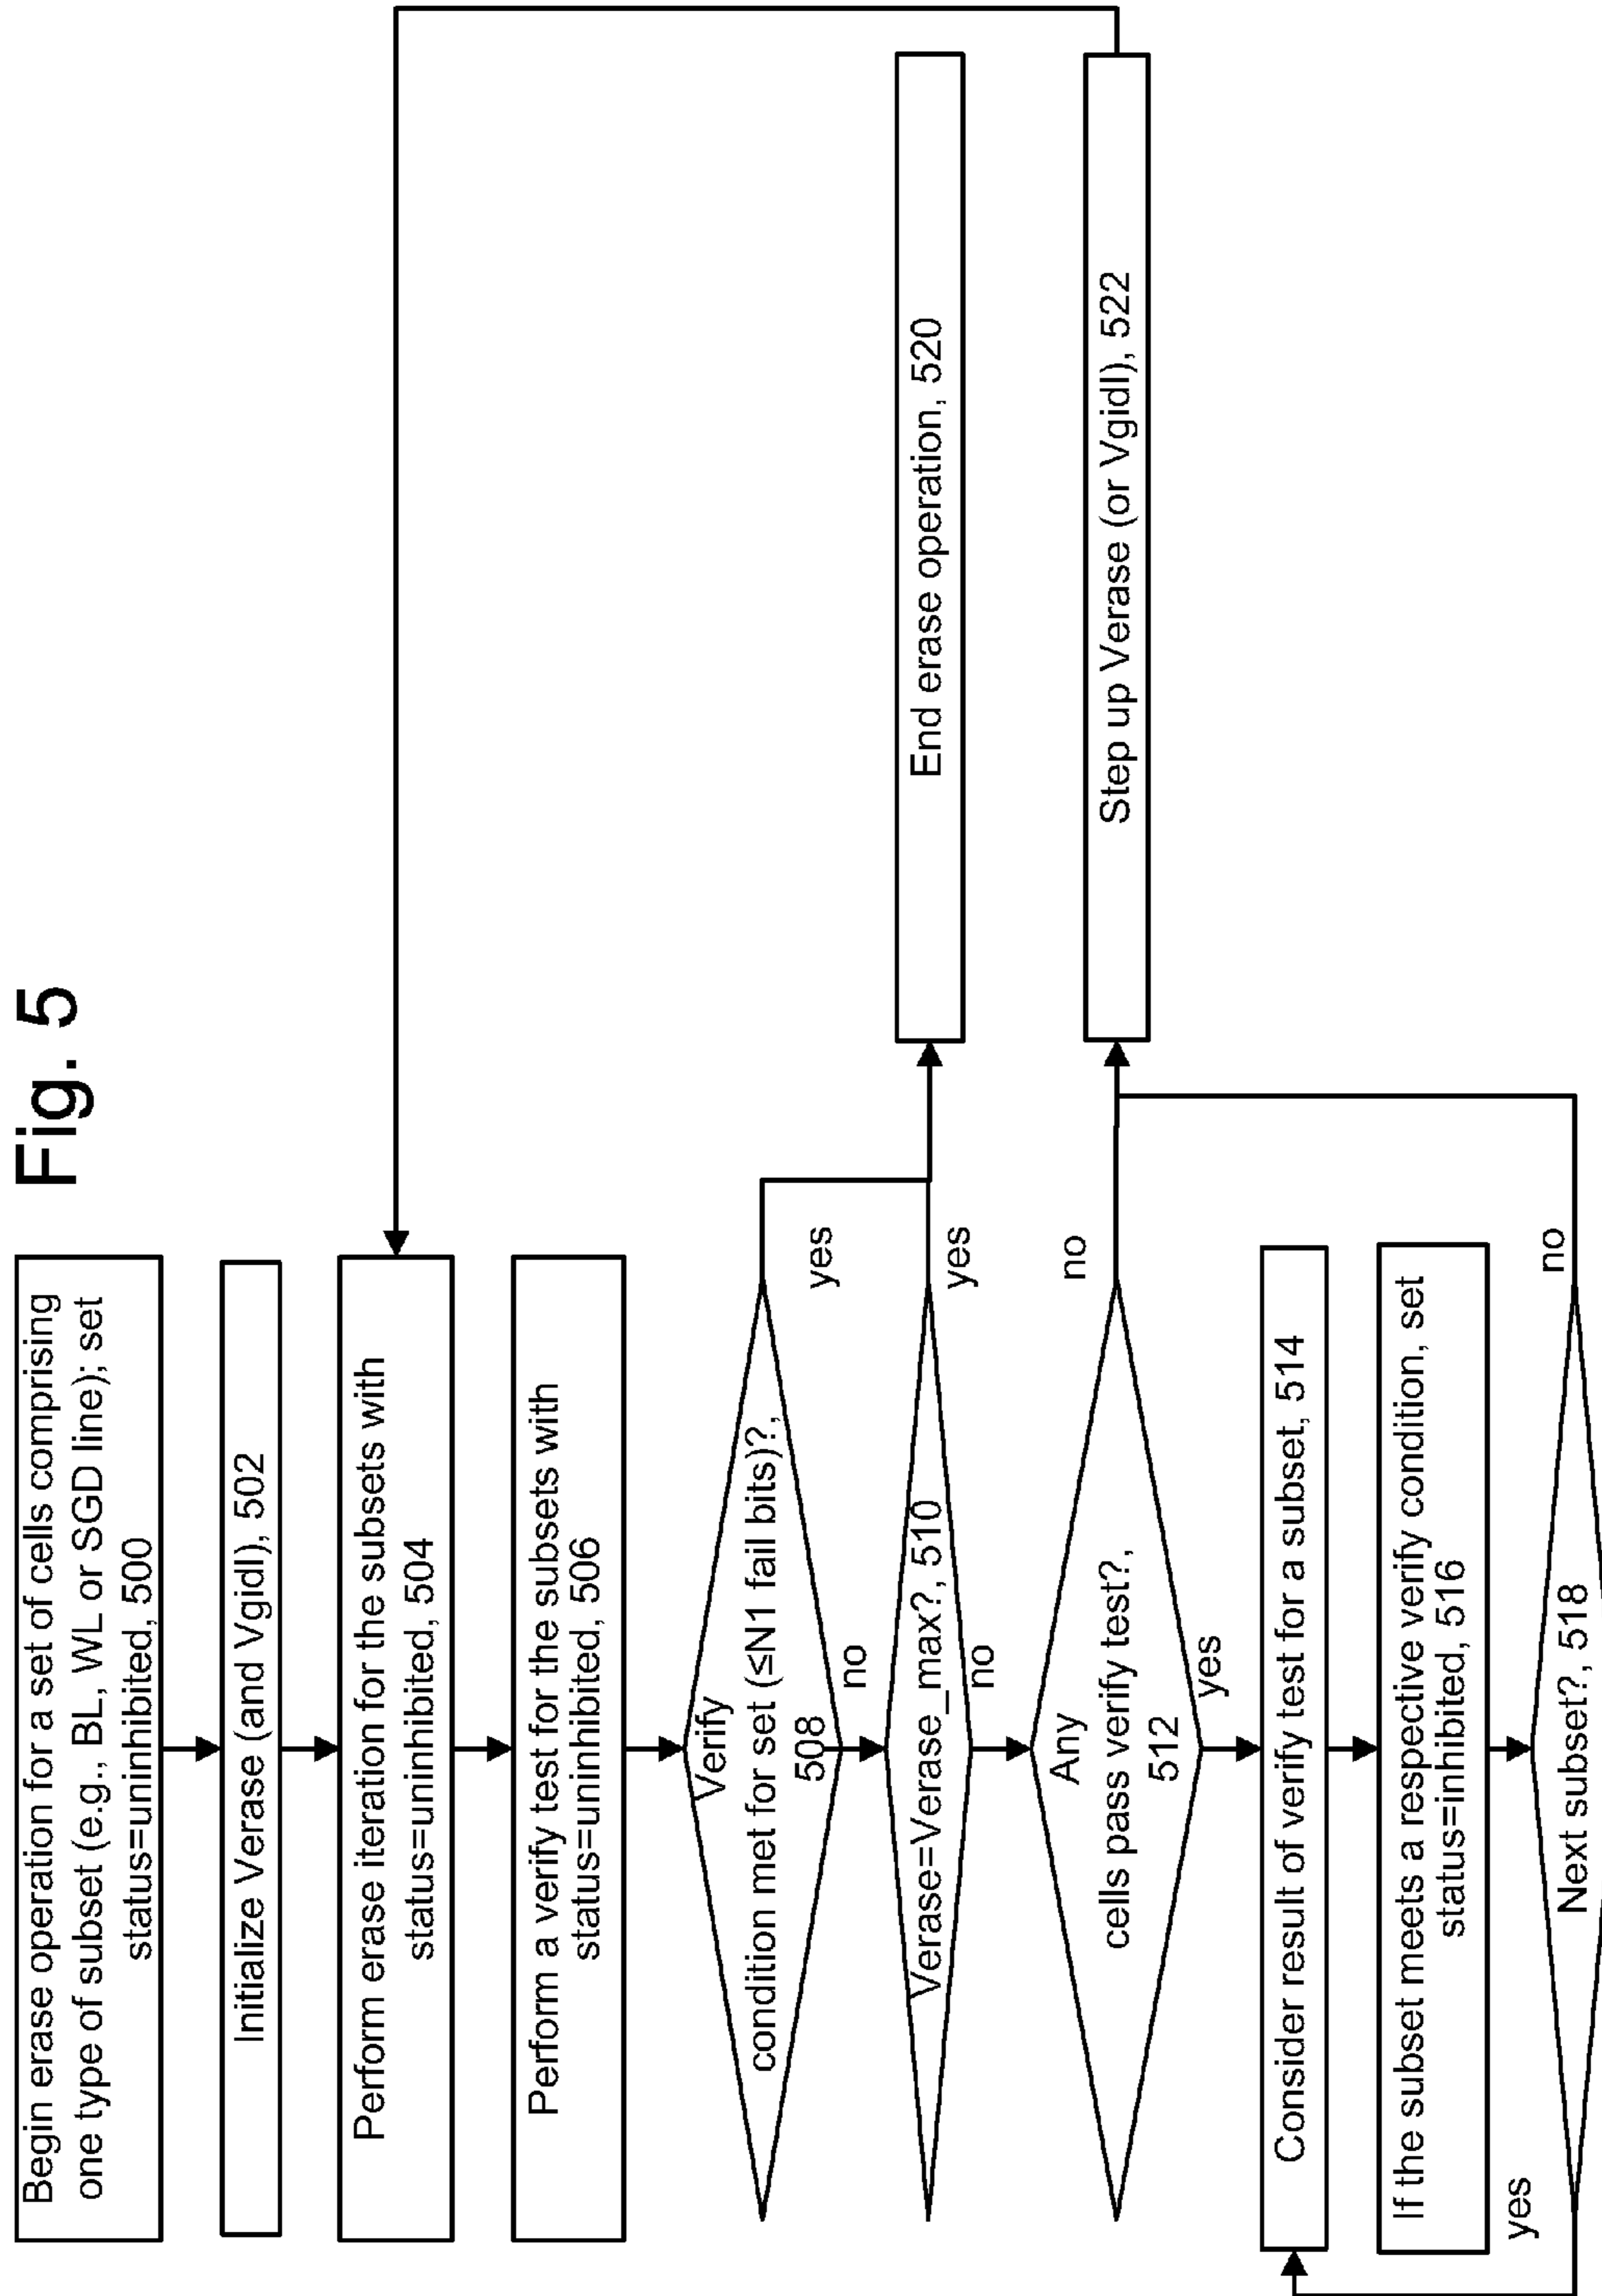 Fig. 5
Begin erase operation for a set of cells comprising
one type of subset (e.g., BL, WL or SGD line); set
status=uninhibited, 500
Initialize Verase (and Vgidl), 502
Perform erase iteration for the subsets with
status=uninhibited, 504
Perform a verify test for the subsets with
status=uninhibited, 506
Verify
condition met for set (≤N1 fail bits)?,
508
yes
no
Verase=Verase_max?, 510
yes
no
End erase operation, 520
Any
cells pass verify test?,
512
no
yes
Step up Verase (or Vgidl), 522
Consider result of verify test for a subset, 514
If the subset meets a respective verify condition, set
status=inhibited, 516
yes
Next subset?, 518
no